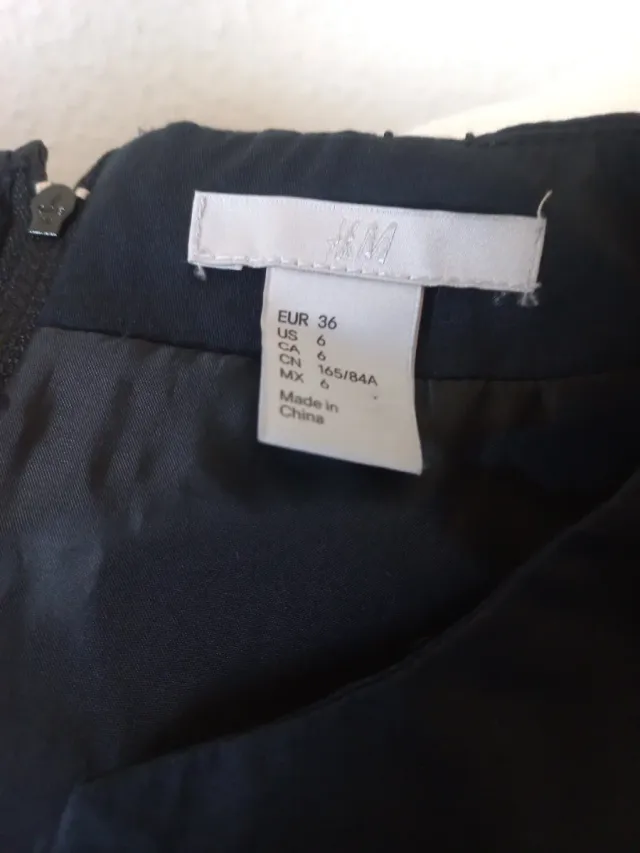 H&M
EUR 36
US 6
CA 6
CN 165/84A
MX 6
Made in
China